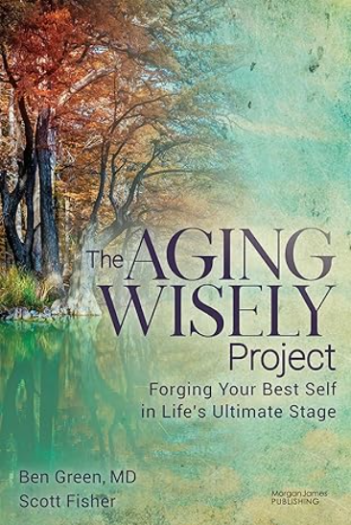 The AGING
WISELY
Project
Forging Your Best Self
in Life's Ultimate Stage
Ben Green, MD
Scott Fisher
Morgan James
PUBLISHING